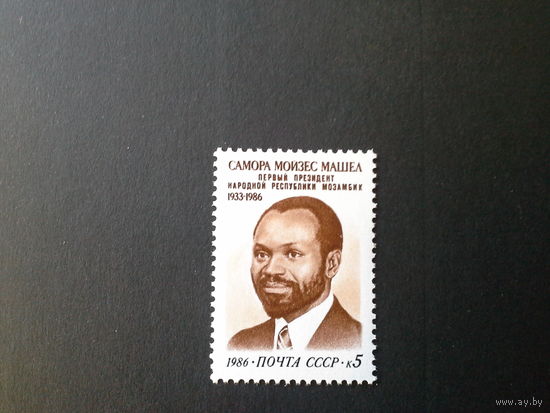 САМОРА МОИЗЕС МАШЕЛ
ПЕРВЫЙ ПРЕЗИДЕНТ
НАРОДНОЙ РЕСПУБЛИКИ МОЗАМБИК
1933-1986
1986 · ПОЧТА СССР · к5
www.ay.by